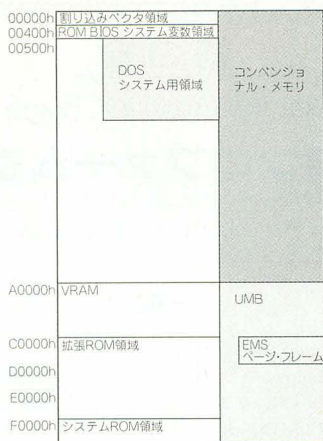 00000h 割り込みベクタ領域
00400h ROM BIOS システム変数領域
00500h
DOS
システム用領域
コンベンショ
ナル・メモリ
A0000h VRAM
UMB
C0000h 拡張ROM領域
EMS
ページ・フレーム
D0000h
E0000h
F0000h システムROM領域